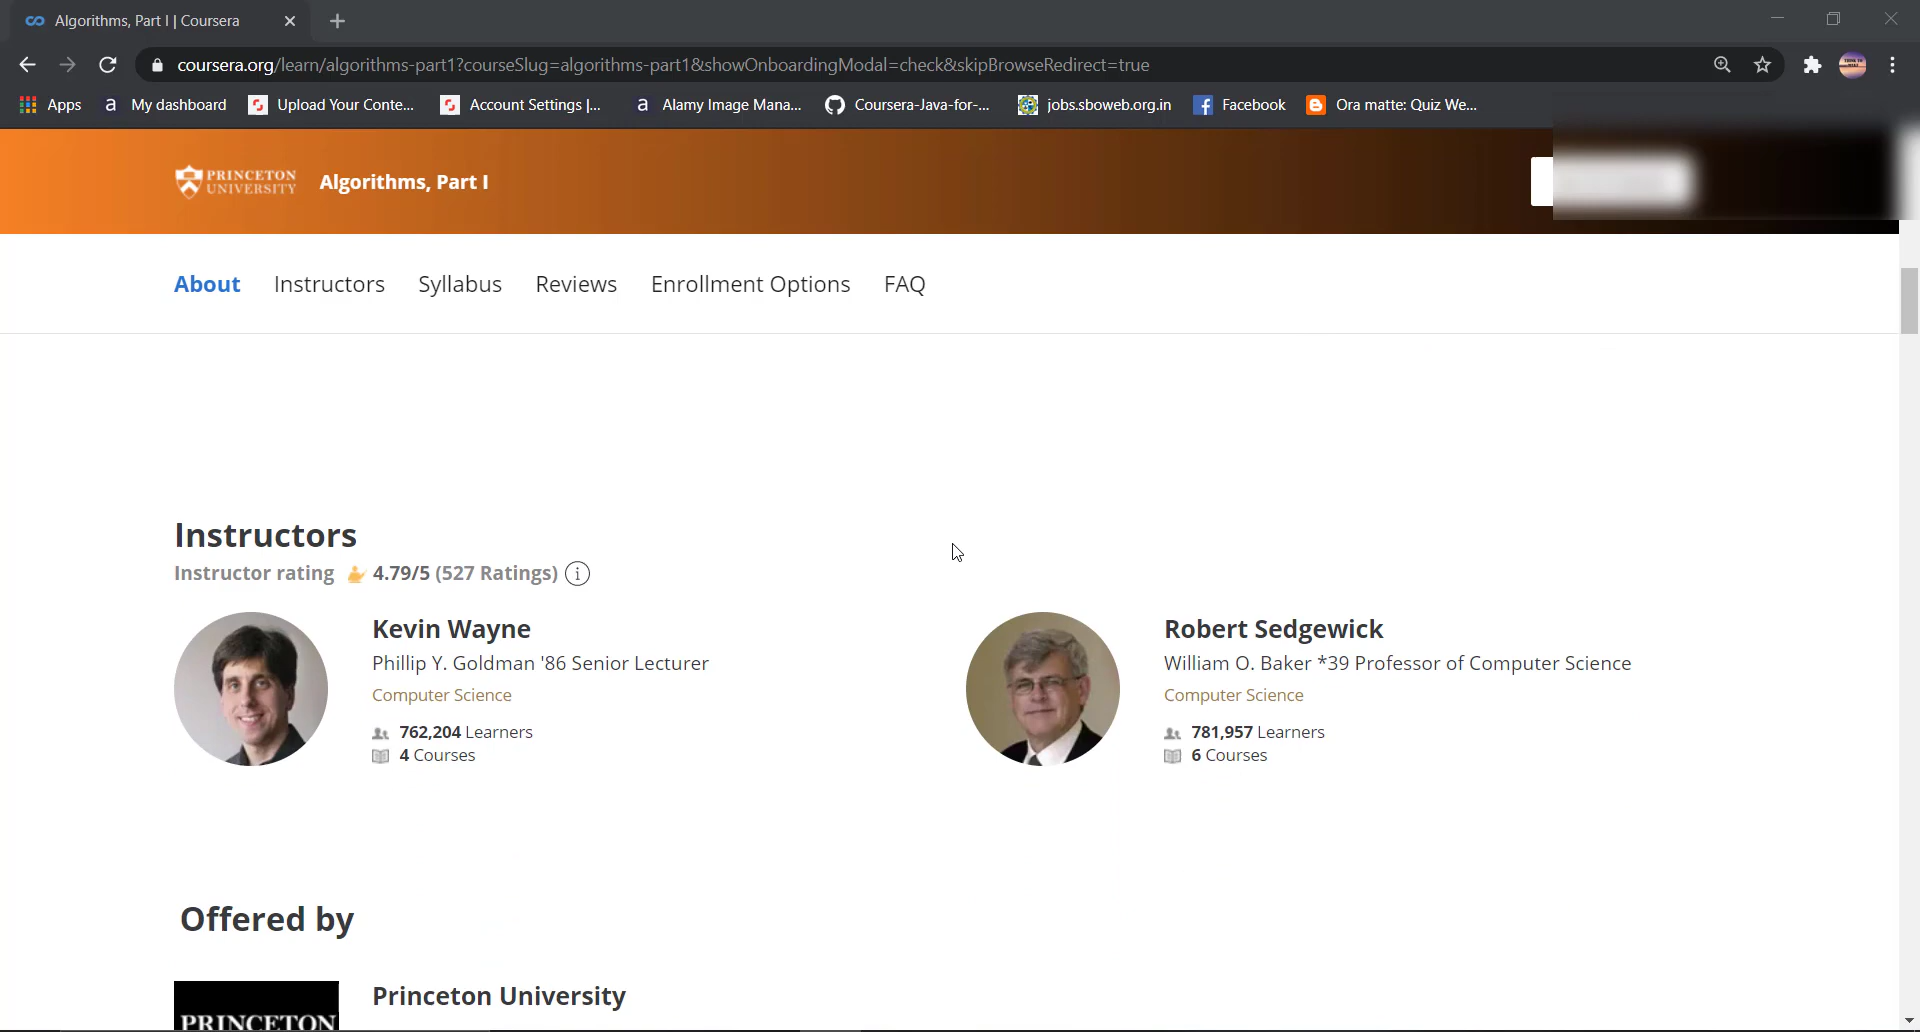 Algorithms, Part I | Coursera
coursera.org/learn/algorithms-part1?courseSlug=algorithms-part1&showOnboardingModal=check&skipBrowseRedirect=true
Apps My dashboard Upload Your Conte... Account Settings |... Alamy Image Mana... Coursera-Java-for-... jobs.sboweb.org.in Facebook Ora matte: Quiz We...
PRINCETON UNIVERSITY Algorithms, Part I
About Instructors Syllabus Reviews Enrollment Options FAQ
Instructors
Instructor rating 4.79/5 (527 Ratings) i
Kevin Wayne
Phillip Y. Goldman '86 Senior Lecturer
Computer Science
762,204 Learners
4 Courses
Robert Sedgewick
William O. Baker *39 Professor of Computer Science
Computer Science
781,957 Learners
6 Courses
Offered by
PRINCETON
Princeton University